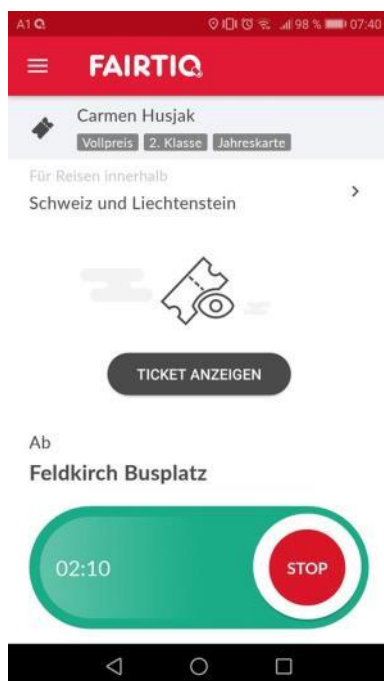 A1 98 % 07:40
FAIRTIQ
Carmen Husjak
Vollpreis 2. Klasse Jahreskarte
Für Reisen innerhalb
Schweiz und Liechtenstein
TICKET ANZEIGEN
Ab
Feldkirch Busplatz
02:10 STOP